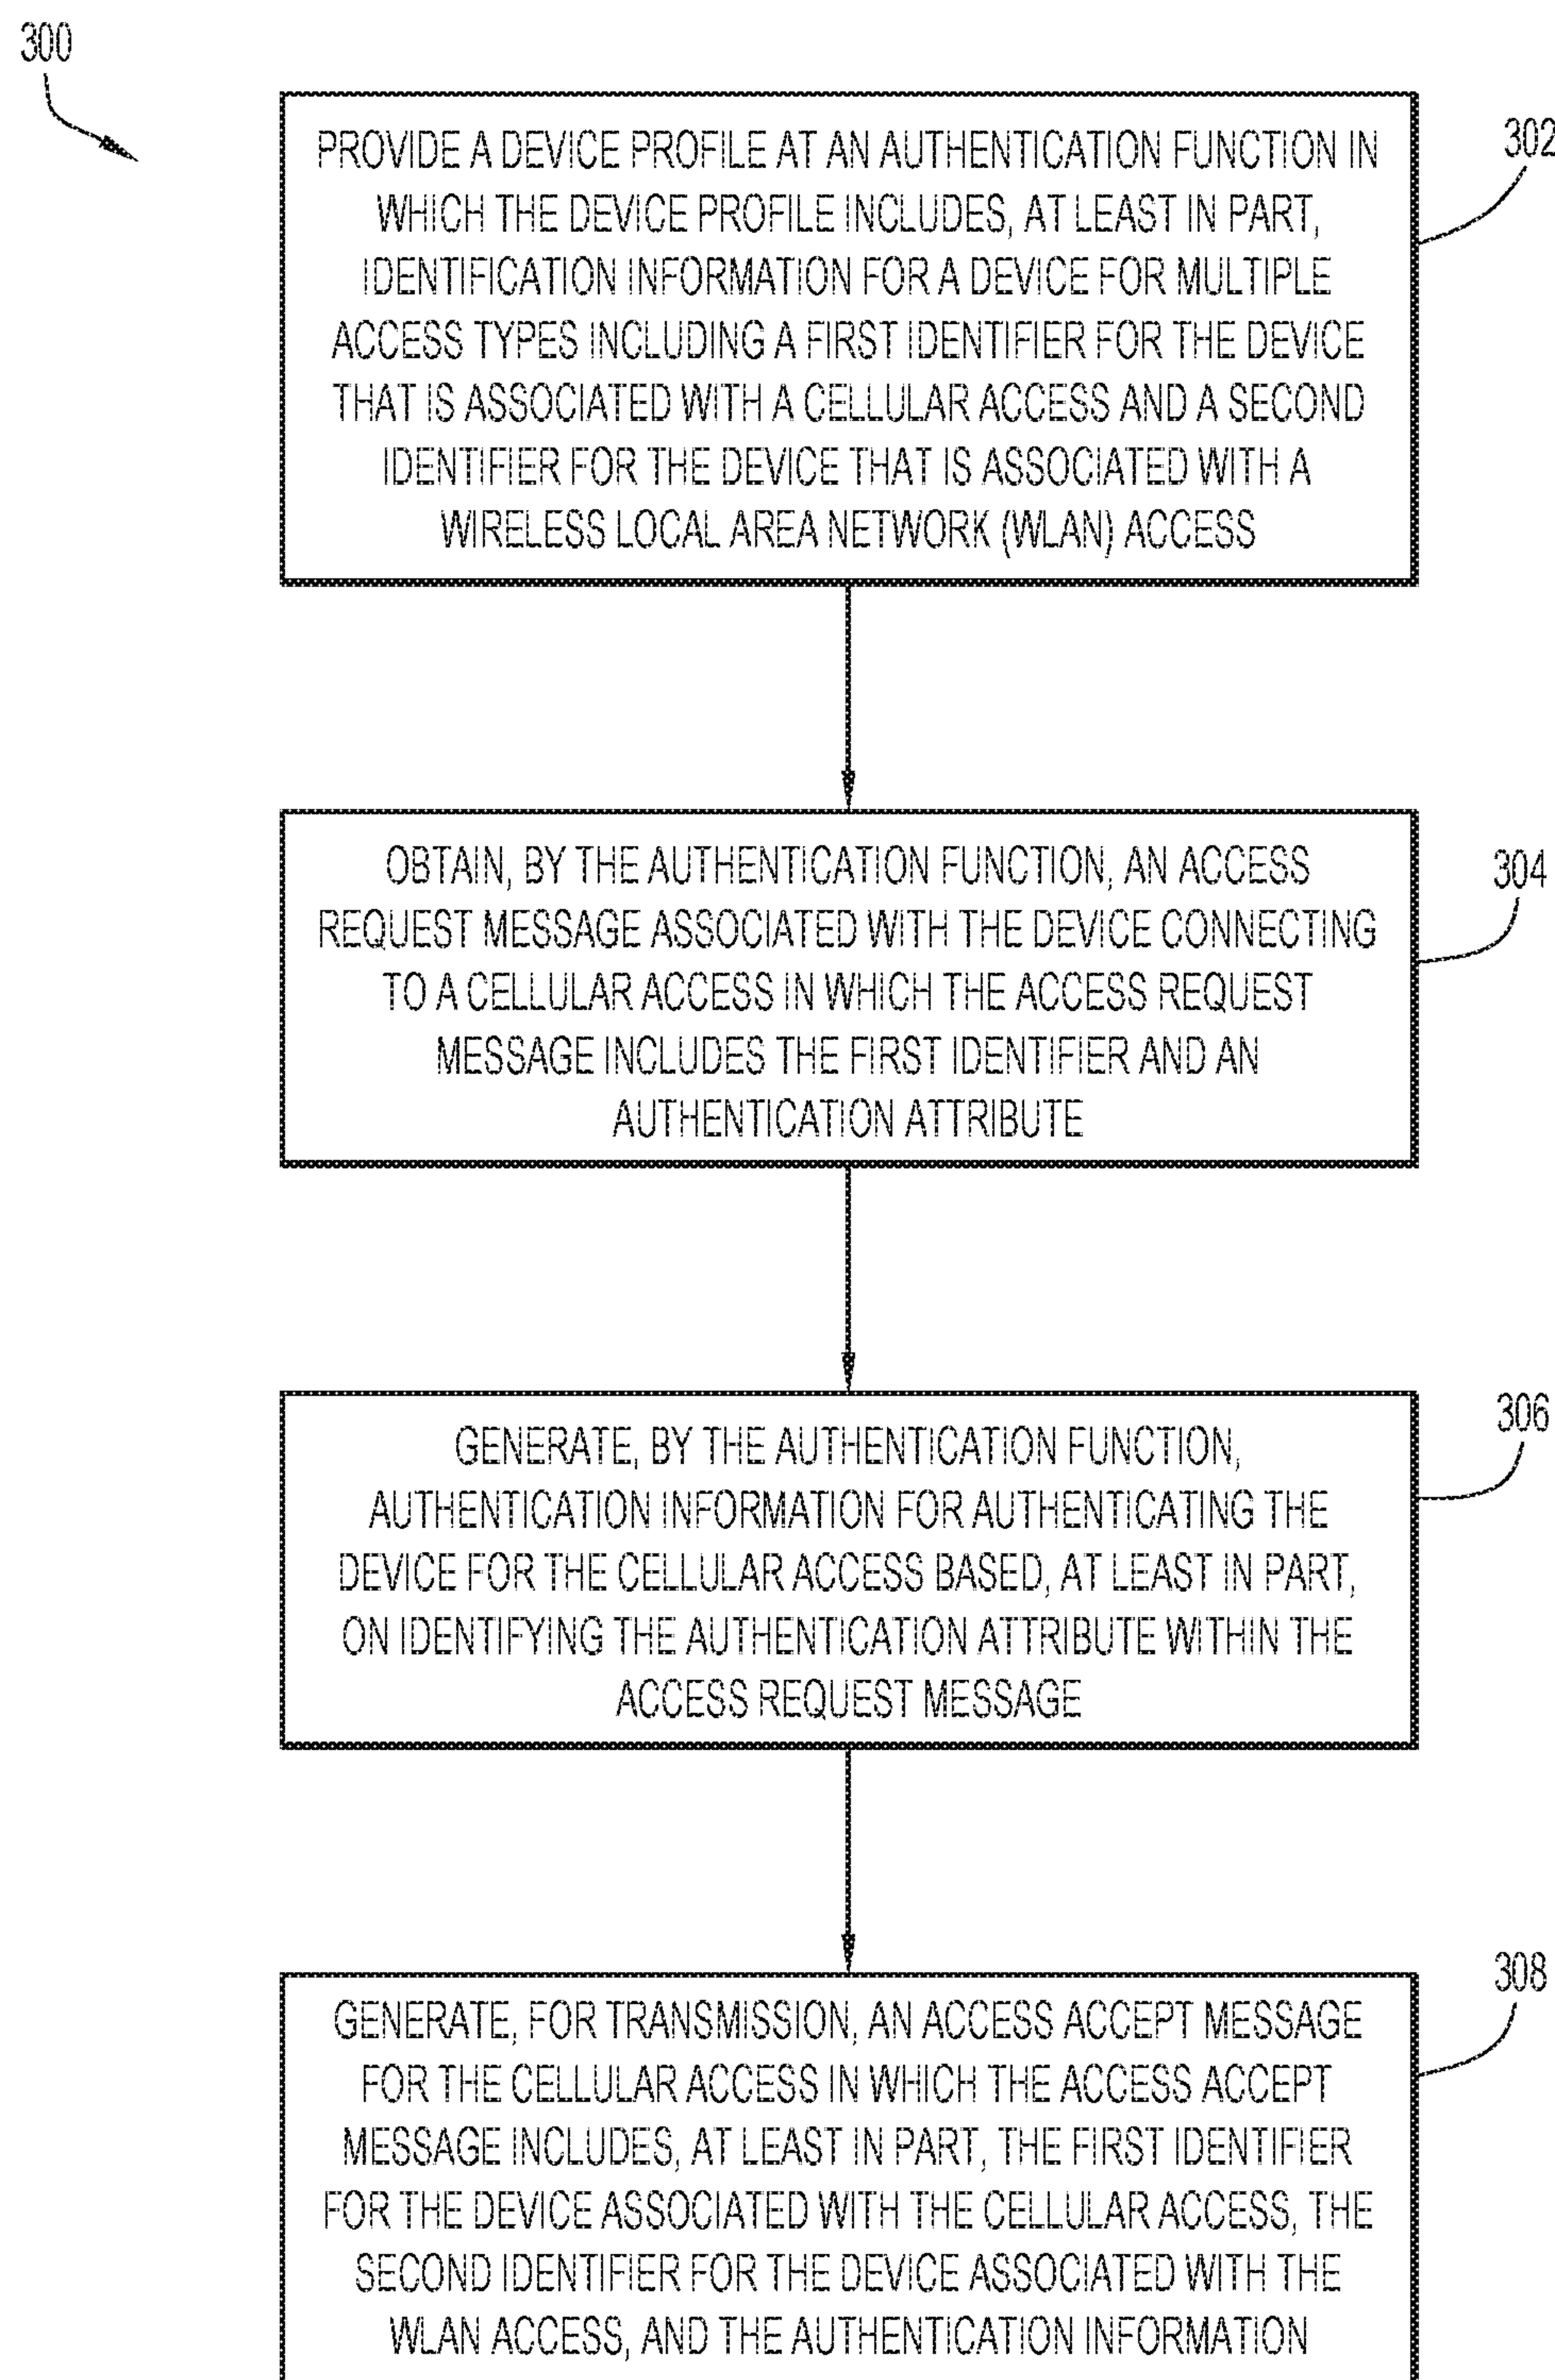 300
302
PROVIDE A DEVICE PROFILE AT AN AUTHENTICATION FUNCTION IN
WHICH THE DEVICE PROFILE INCLUDES, AT LEAST IN PART,
IDENTIFICATION INFORMATION FOR A DEVICE FOR MULTIPLE
ACCESS TYPES INCLUDING A FIRST IDENTIFIER FOR THE DEVICE
THAT IS ASSOCIATED WITH A CELLULAR ACCESS AND A SECOND
IDENTIFIER FOR THE DEVICE THAT IS ASSOCIATED WITH A
WIRELESS LOCAL AREA NETWORK (WLAN) ACCESS
304
OBTAIN, BY THE AUTHENTICATION FUNCTION, AN ACCESS
REQUEST MESSAGE ASSOCIATED WITH THE DEVICE CONNECTING
TO A CELLULAR ACCESS IN WHICH THE ACCESS REQUEST
MESSAGE INCLUDES THE FIRST IDENTIFIER AND AN
AUTHENTICATION ATTRIBUTE
306
GENERATE, BY THE AUTHENTICATION FUNCTION,
AUTHENTICATION INFORMATION FOR AUTHENTICATING THE
DEVICE FOR THE CELLULAR ACCESS BASED, AT LEAST IN PART,
ON IDENTIFYING THE AUTHENTICATION ATTRIBUTE WITHIN THE
ACCESS REQUEST MESSAGE
308
GENERATE, FOR TRANSMISSION, AN ACCESS ACCEPT MESSAGE
FOR THE CELLULAR ACCESS IN WHICH THE ACCESS ACCEPT
MESSAGE INCLUDES, AT LEAST IN PART, THE FIRST IDENTIFIER
FOR THE DEVICE ASSOCIATED WITH THE CELLULAR ACCESS, THE
SECOND IDENTIFIER FOR THE DEVICE ASSOCIATED WITH THE
WLAN ACCESS, AND THE AUTHENTICATION INFORMATION